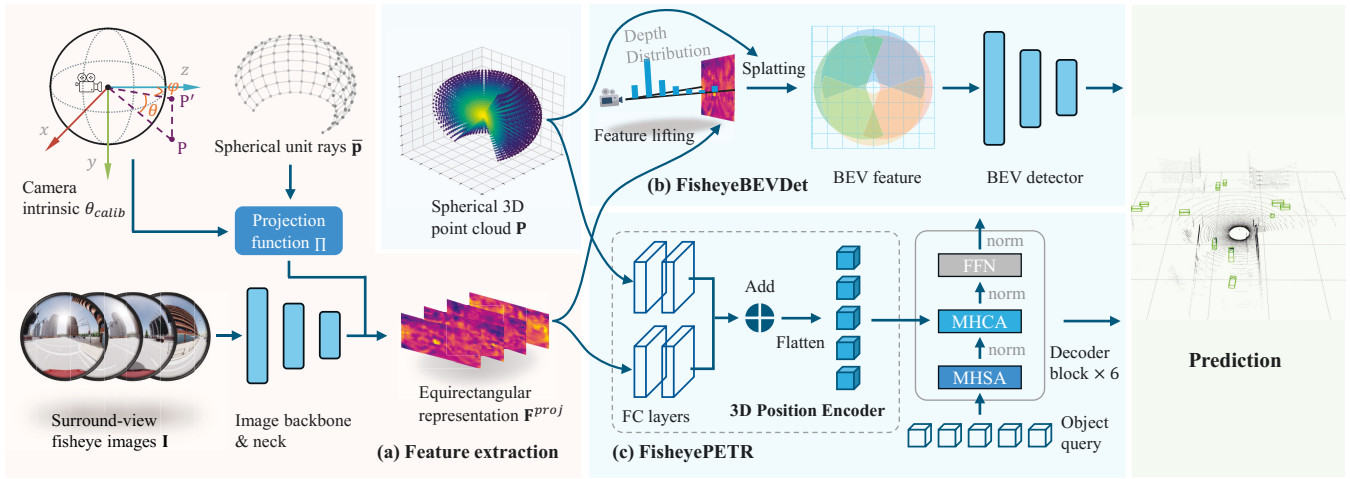 z
φ
P′
θ
x
P
y
Camera
intrinsic θ_calib
Spherical unit rays p̄
Projection
function ∏
Surround-view
fisheye images I
Image backbone
& neck
Spherical 3D
point cloud P
Equirectangular
representation F^proj
(a) Feature extraction
Depth
Distribution
Splatting
Feature lifting
(b) FisheyeBEVDet
BEV feature
BEV detector
FC layers
Add
Flatten
3D Position Encoder
(c) FisheyePETR
norm
FFN
norm
MHCA
norm
MHSA
Decoder
block × 6
Object
query
Prediction